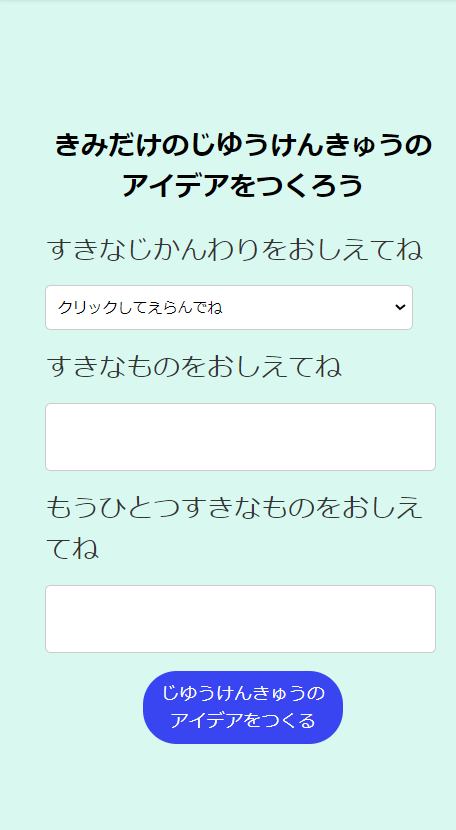 きみだけのじゆうけんきゅうの
アイデアをつくろう
すきなじかんわりをおしえてね
クリックしてえらんでね
すきなものをおしえてね
もうひとつすきなものをおしえ
てね
じゆうけんきゅうの
アイデアをつくる